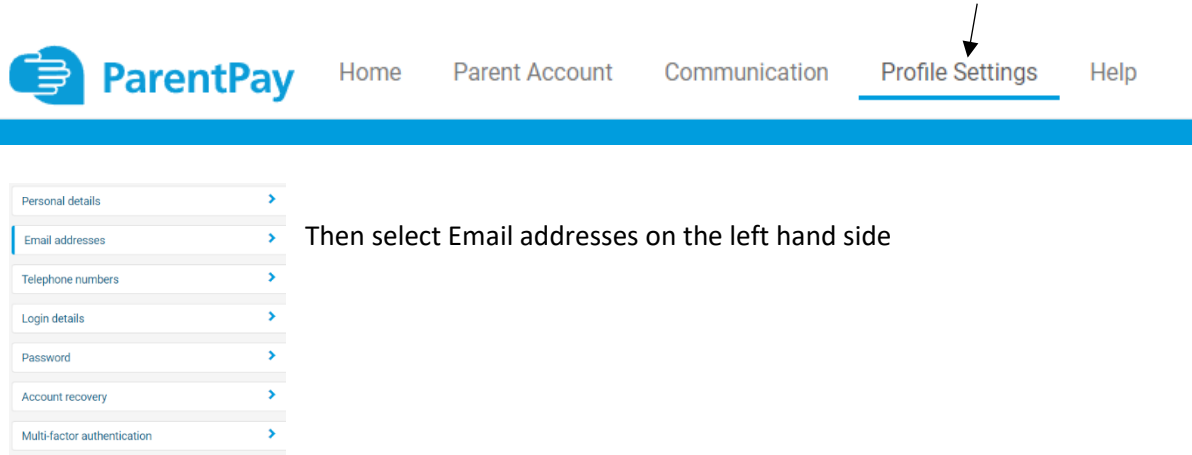 ParentPay Home Parent Account Communication Profile Settings Help
Personal details
Email addresses
Then select Email addresses on the left hand side
Telephone numbers
Login details
Password
Account recovery
Multi-factor authentication